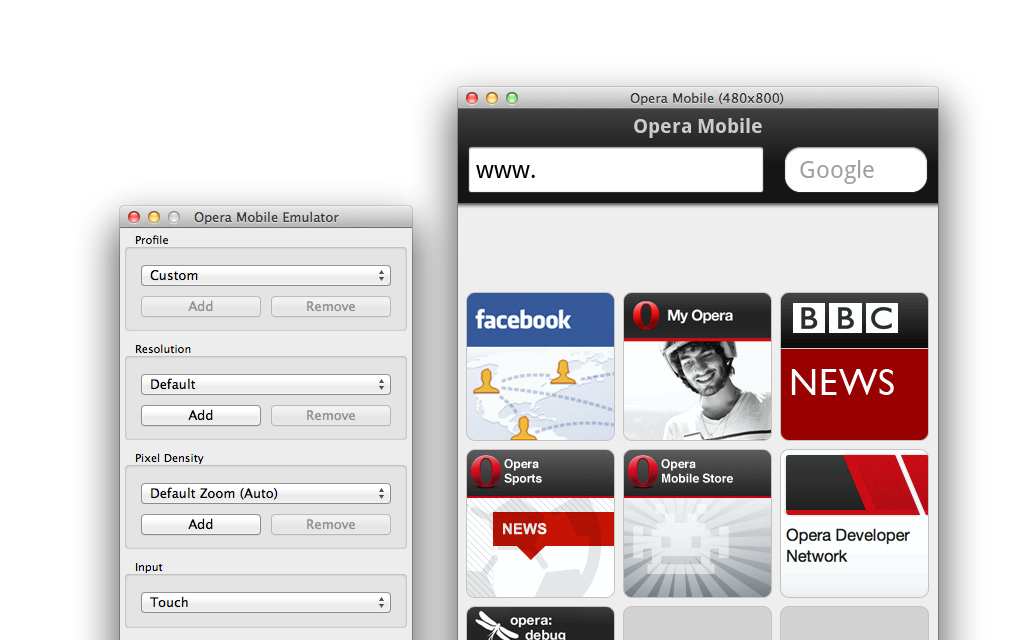 Opera Mobile (480x800)
Opera Mobile
www.
Google
Opera Mobile Emulator
Profile
Custom
Add
Remove
Resolution
Default
Add
Remove
Pixel Density
Default Zoom (Auto)
Add
Remove
Input
Touch
facebook
My Opera
BBC
NEWS
Opera
Sports
NEWS
Opera
Mobile Store
Opera Developer
Network
opera:
debug